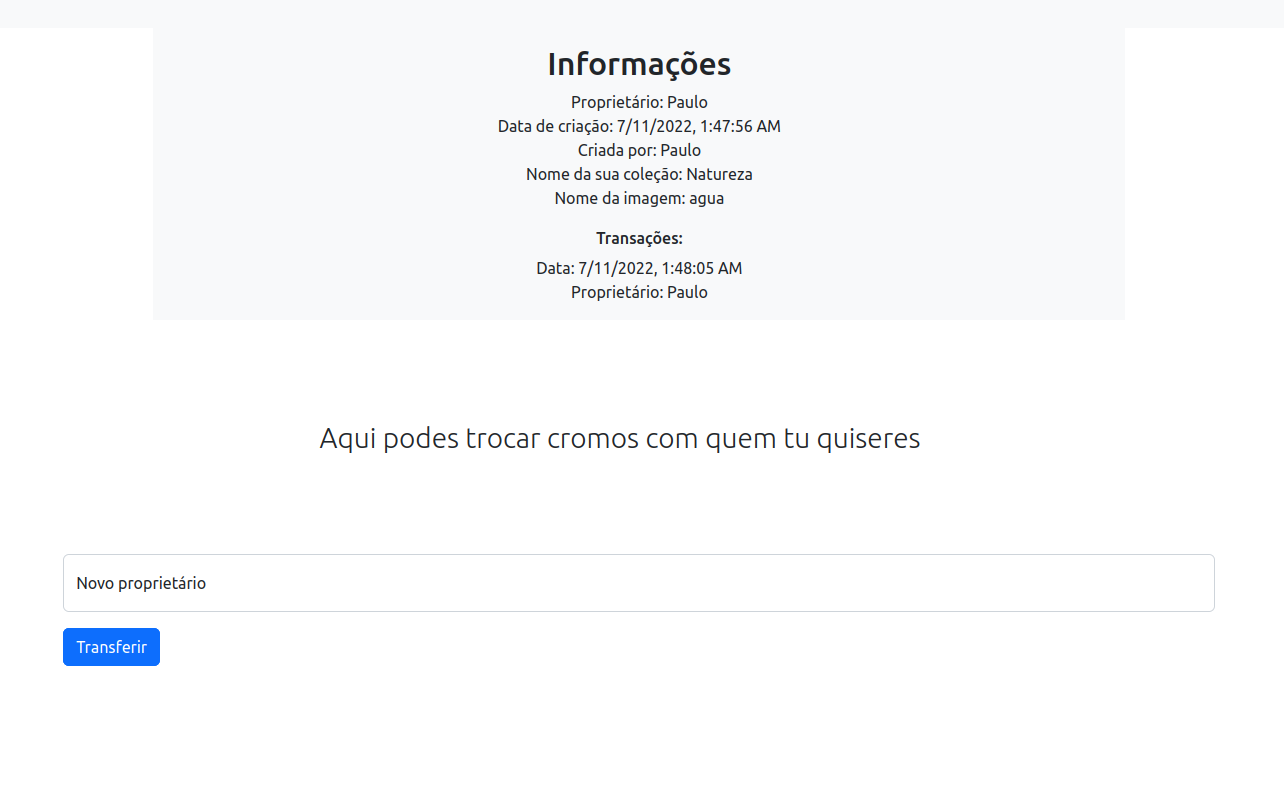 Informações
Proprietário: Paulo
Data de criação: 7/11/2022, 1:47:56 AM
Criada por: Paulo
Nome da sua coleção: Natureza
Nome da imagem: agua
Transações:
Data: 7/11/2022, 1:48:05 AM
Proprietário: Paulo
Aqui podes trocar cromos com quem tu quiseres
Novo proprietário
Transferir